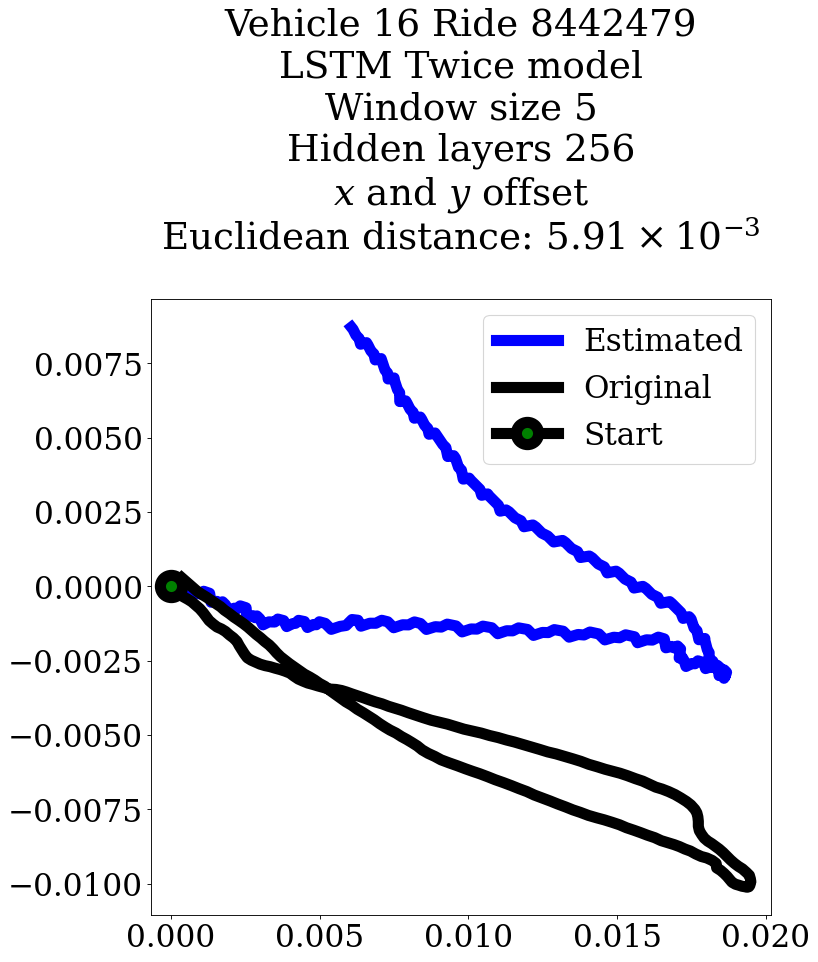 Vehicle 16 Ride 8442479
LSTM Twice model
Window size 5
Hidden layers 256
x and y offset
Euclidean distance: 5.91 × 10⁻³
Estimated
Original
Start
0.0075
0.0050
0.0025
0.0000
−0.0025
−0.0050
−0.0075
−0.0100
0.000 0.005 0.010 0.015 0.020